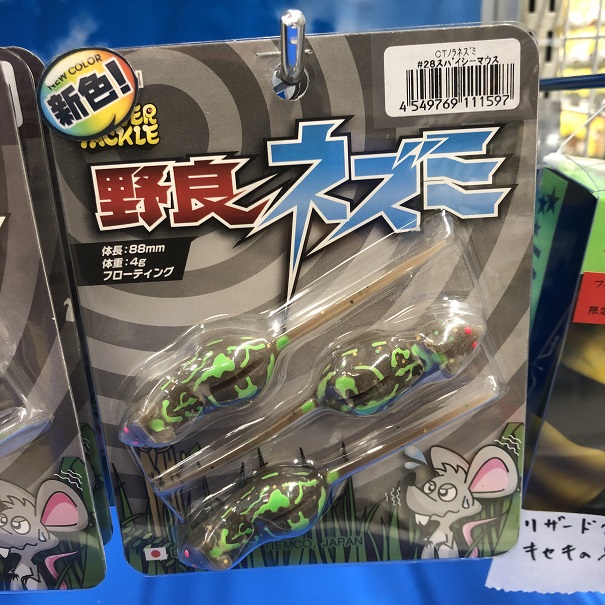 CTノラネズミ
#28スパイシーマウス
4 549769 111597
NEW COLOR
新色!
TACKLE
野良ネズミ
体長:88mm
体重:4g
フローティング
JAPAN
リザード
キセキの